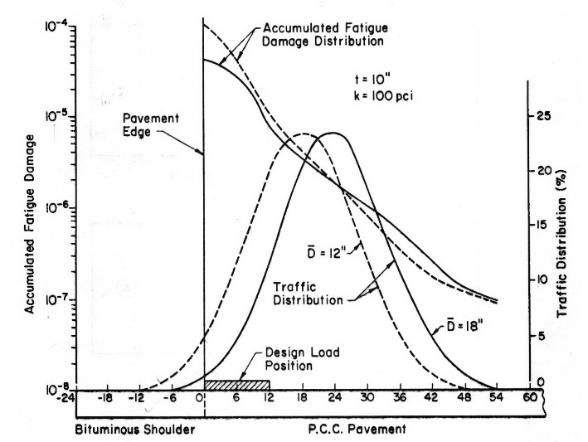 10-4
Accumulated Fatigue
Damage Distribution
t = 10"
k = 100 pci
10-5
25
Pavement
Edge
20
Accumulated Fatigue Damage
Traffic Distribution (%)
10-6
15
D̄ = 12"
10
Traffic
Distribution
10-7
D̄ = 18"
5
Design Load
Position
10-8
0
-24 -18 -12 -6 0 6 12 18 24 30 36 42 48 54 60
Bituminous Shoulder P.C.C. Pavement